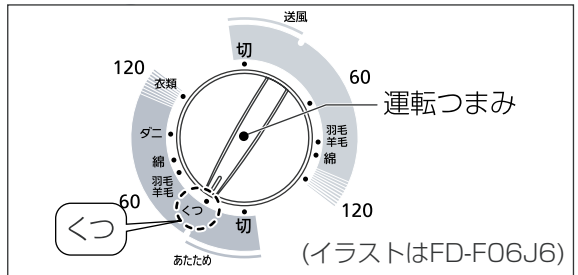 送風
切
120
60
衣類
運転つまみ
ダニ
羽毛
羊毛
綿
綿
羽毛
羊毛
60
くつ
120
くつ
切
あたため
(イラストはFD-F06J6)